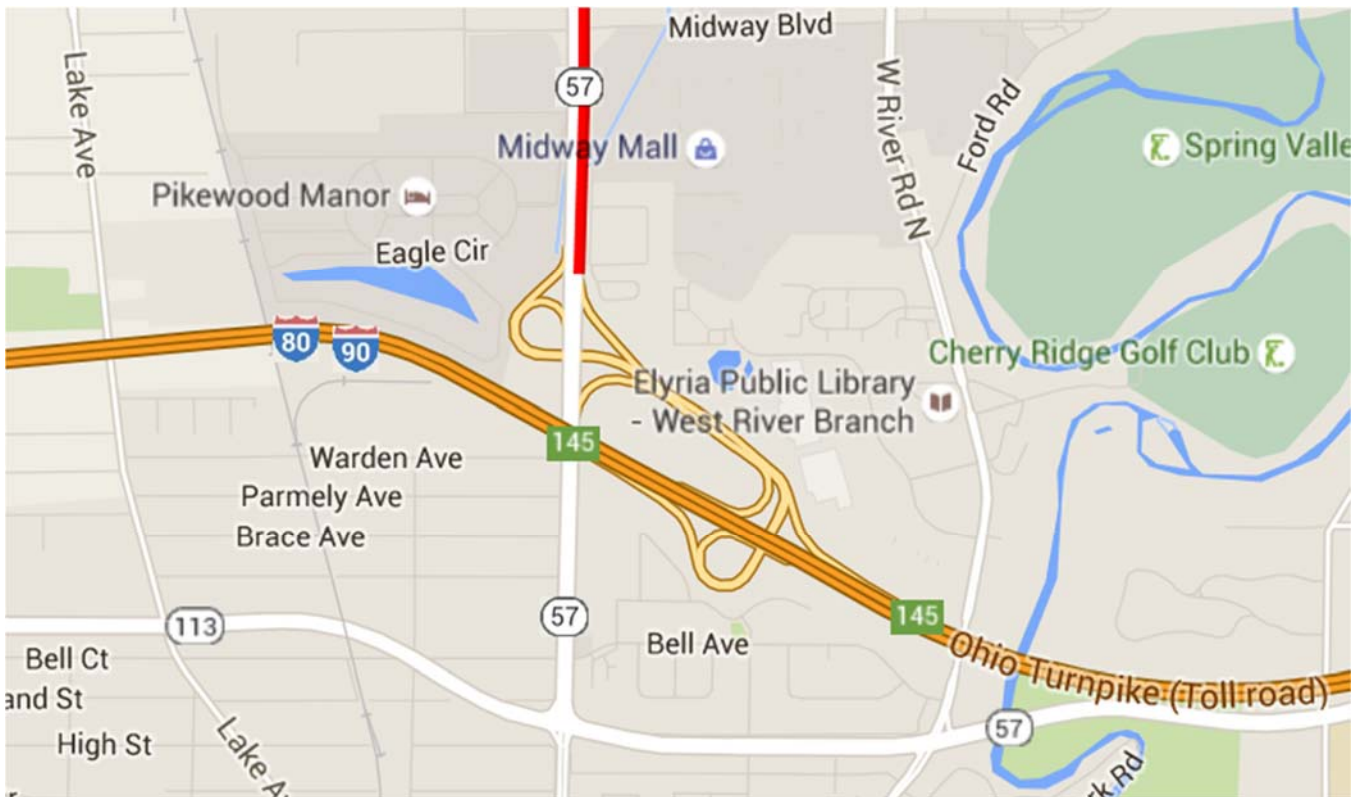 Midway Blvd
Lake Ave
57
W River Rd N
Ford Rd
Midway Mall
Spring Valle
Pikewood Manor
Eagle Cir
80
90
Cherry Ridge Golf Club
Elyria Public Library
- West River Branch
145
Warden Ave
Parmely Ave
Brace Ave
57
145
113
Bell Ave
Ohio Turnpike (Toll road)
Bell Ct
and St
57
High St
Lake A
rk Rd